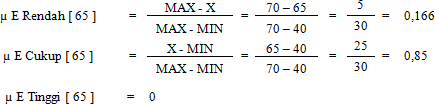 µ E Rendah [ 65 ] = MAX - X / MAX - MIN = 70 – 65 / 70 – 40 = 5 / 30 = 0,166
µ E Cukup [ 65 ] = X - MIN / MAX - MIN = 65 – 40 / 70 – 40 = 25 / 30 = 0,85
µ E Tinggi [ 65 ] = 0